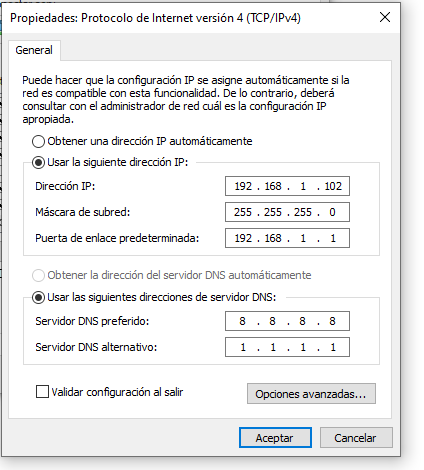 Propiedades: Protocolo de Internet versión 4 (TCP/IPv4)
General
Puede hacer que la configuración IP se asigne automáticamente si la
red es compatible con esta funcionalidad. De lo contrario, deberá
consultar con el administrador de red cuál es la configuración IP
apropiada.
Obtener una dirección IP automáticamente
Usar la siguiente dirección IP:
Dirección IP: 192 . 168 . 1 . 102
Máscara de subred: 255 . 255 . 255 . 0
Puerta de enlace predeterminada: 192 . 168 . 1 . 1
Obtener la dirección del servidor DNS automáticamente
Usar las siguientes direcciones de servidor DNS:
Servidor DNS preferido: 8 . 8 . 8 . 8
Servidor DNS alternativo: 1 . 1 . 1 . 1
Validar configuración al salir
Opciones avanzadas...
Aceptar Cancelar